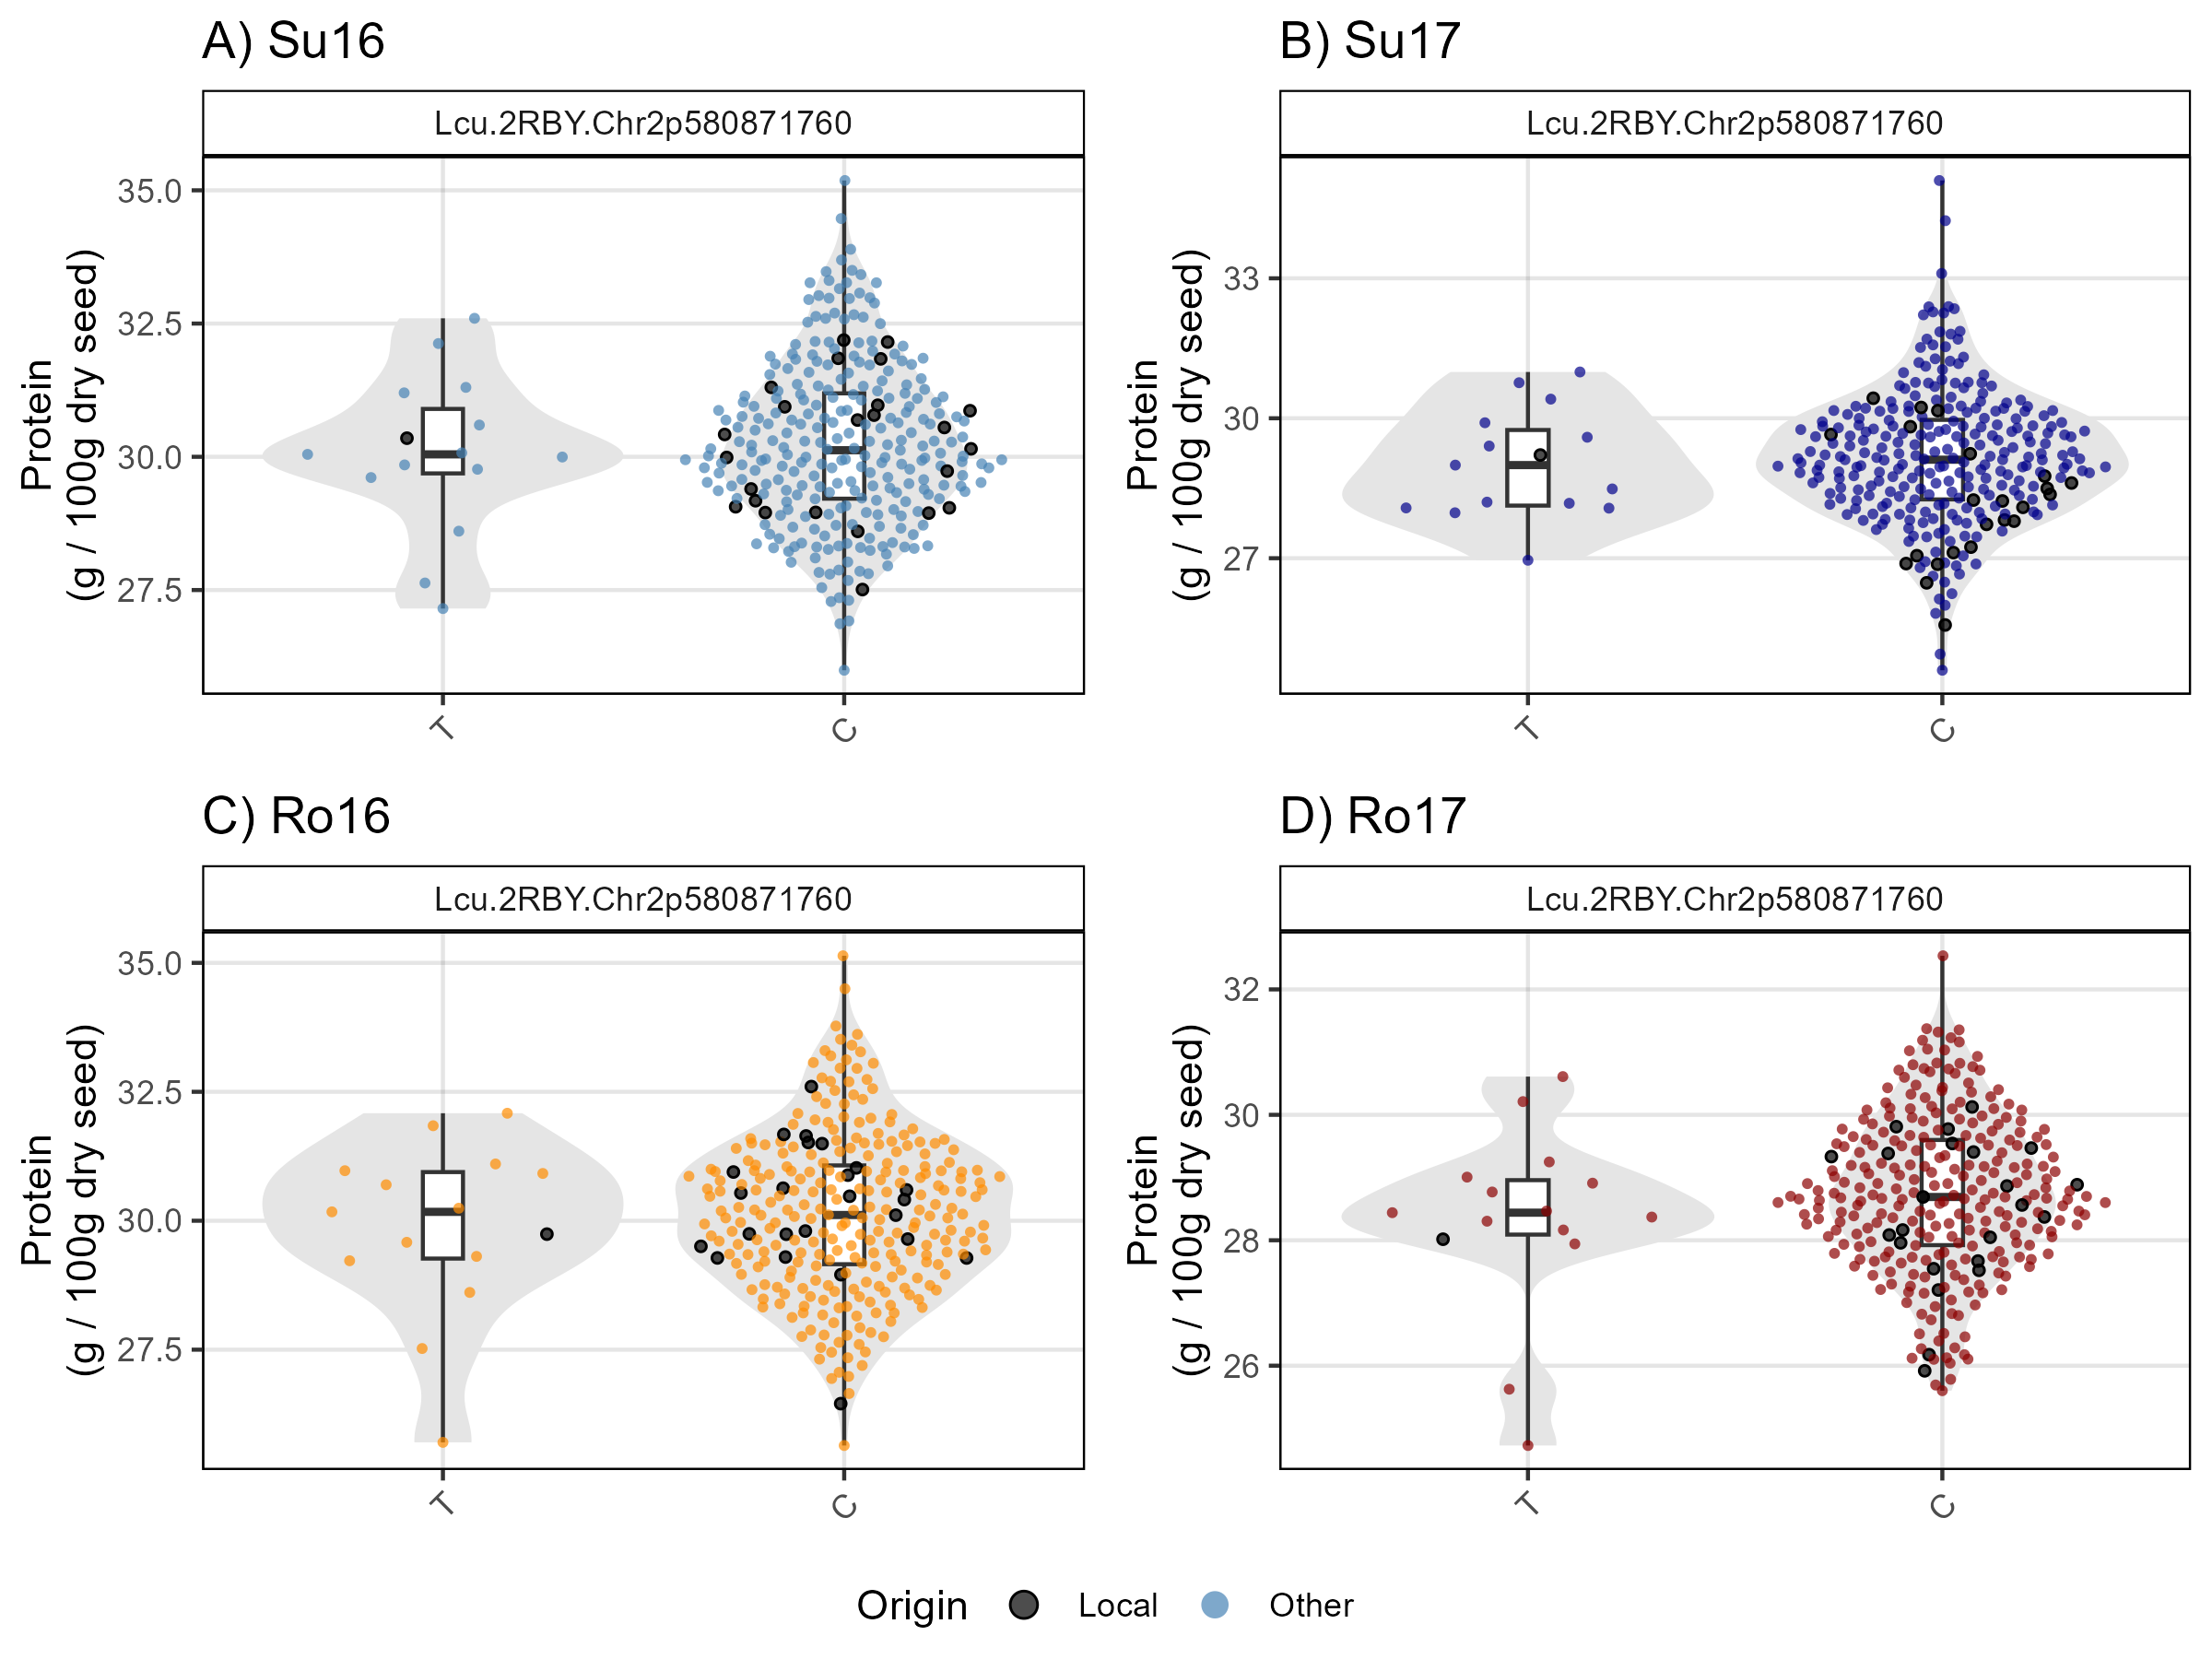 A) Su16
Lcu.2RBY.Chr2p580871760
Protein
(g / 100g dry seed)
35.0
32.5
30.0
27.5
T
C
B) Su17
Lcu.2RBY.Chr2p580871760
Protein
(g / 100g dry seed)
33
30
27
T
C
C) Ro16
Lcu.2RBY.Chr2p580871760
Protein
(g / 100g dry seed)
35.0
32.5
30.0
27.5
T
C
D) Ro17
Lcu.2RBY.Chr2p580871760
Protein
(g / 100g dry seed)
32
30
28
26
T
C
Origin Local Other